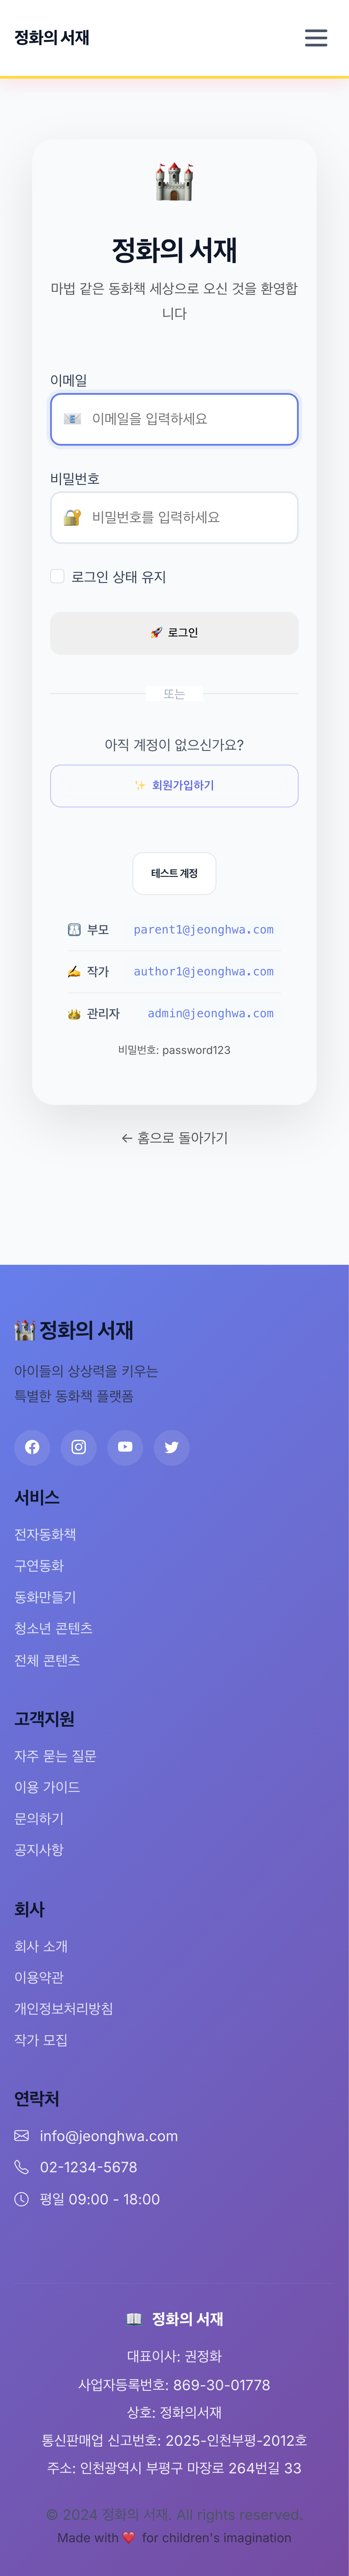 정화의 서재
정화의 서재
마법 같은 동화책 세상으로 오신 것을 환영합
니다
이메일
이메일을 입력하세요
비밀번호
비밀번호를 입력하세요
로그인 상태 유지
🚀 로그인
또는
아직 계정이 없으신가요?
✨ 회원가입하기
테스트 계정
부모 parent1@jeonghwa.com
작가 author1@jeonghwa.com
관리자 admin@jeonghwa.com
비밀번호: password123
← 홈으로 돌아가기
정화의 서재
아이들의 상상력을 키우는
특별한 동화책 플랫폼
서비스
전자동화책
구연동화
동화만들기
청소년 콘텐츠
전체 콘텐츠
고객지원
자주 묻는 질문
이용 가이드
문의하기
공지사항
회사
회사 소개
이용약관
개인정보처리방침
작가 모집
연락처
info@jeonghwa.com
02-1234-5678
평일 09:00 - 18:00
정화의 서재
대표이사: 권정화
사업자등록번호: 869-30-01778
상호: 정화의서재
통신판매업 신고번호: 2025-인천부평-2012호
주소: 인천광역시 부평구 마장로 264번길 33
© 2024 정화의 서재. All rights reserved.
Made with ❤️ for children's imagination